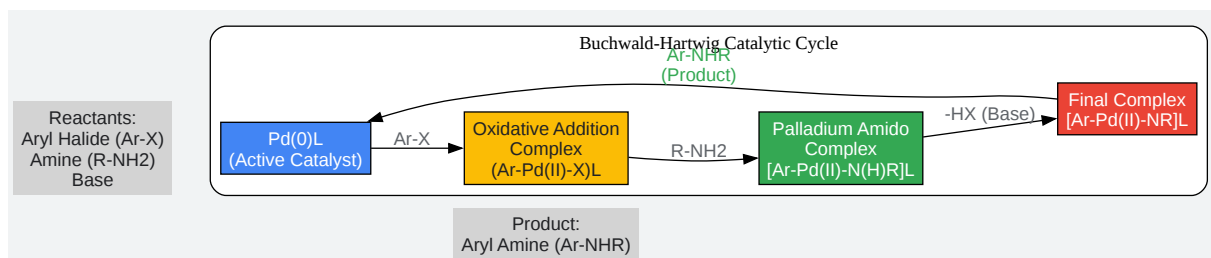 Buchwald-Hartwig Catalytic Cycle
Ar-NHR
(Product)
Reactants:
Aryl Halide (Ar-X)
Amine (R-NH2)
Base
Pd(0)L
(Active Catalyst)
Ar-X
Oxidative Addition
Complex
(Ar-Pd(II)-X)L
R-NH2
Palladium Amido
Complex
[Ar-Pd(II)-N(H)R]L
-HX (Base)
Final Complex
[Ar-Pd(II)-NR]L
Product:
Aryl Amine (Ar-NHR)